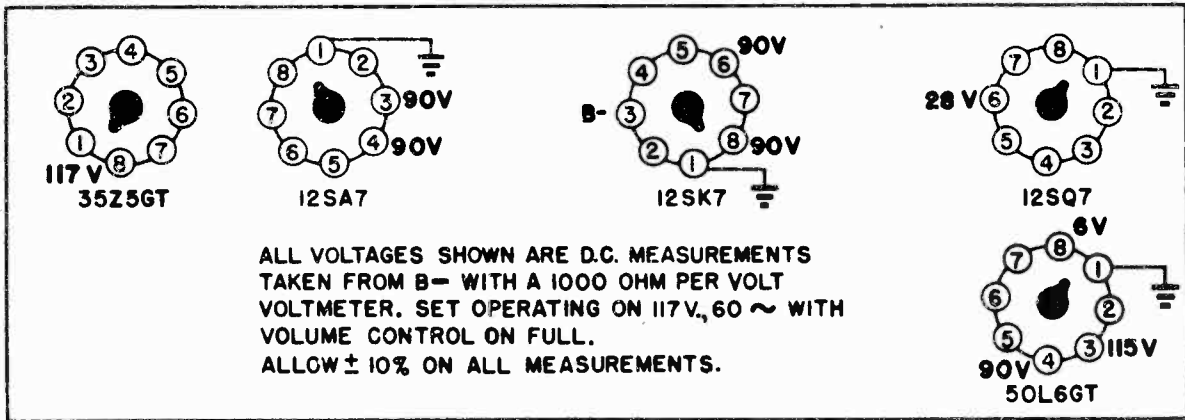 4
3
5
2
6
1
7
8
117 V
35Z5GT
1
8
2
7
3
90V
6
4
90V
5
12SA7
5
90V
4
6
B-
3
7
2
8
90V
1
12SK7
8
7
1
28 V
6
2
5
3
4
12SQ7
6V
8
7
1
6
2
5
3
115V
90V
4
50L6GT
ALL VOLTAGES SHOWN ARE D.C. MEASUREMENTS
TAKEN FROM B- WITH A 1000 OHM PER VOLT
VOLTMETER. SET OPERATING ON 117V., 60 ~ WITH
VOLUME CONTROL ON FULL.
ALLOW ± 10% ON ALL MEASUREMENTS.